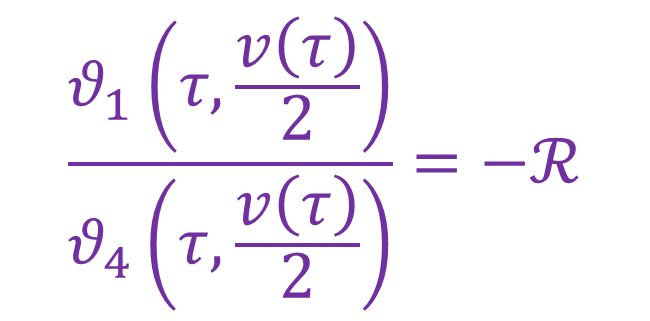 ϑ₁(τ, v(τ)/2) / ϑ₄(τ, v(τ)/2) = −ℛ